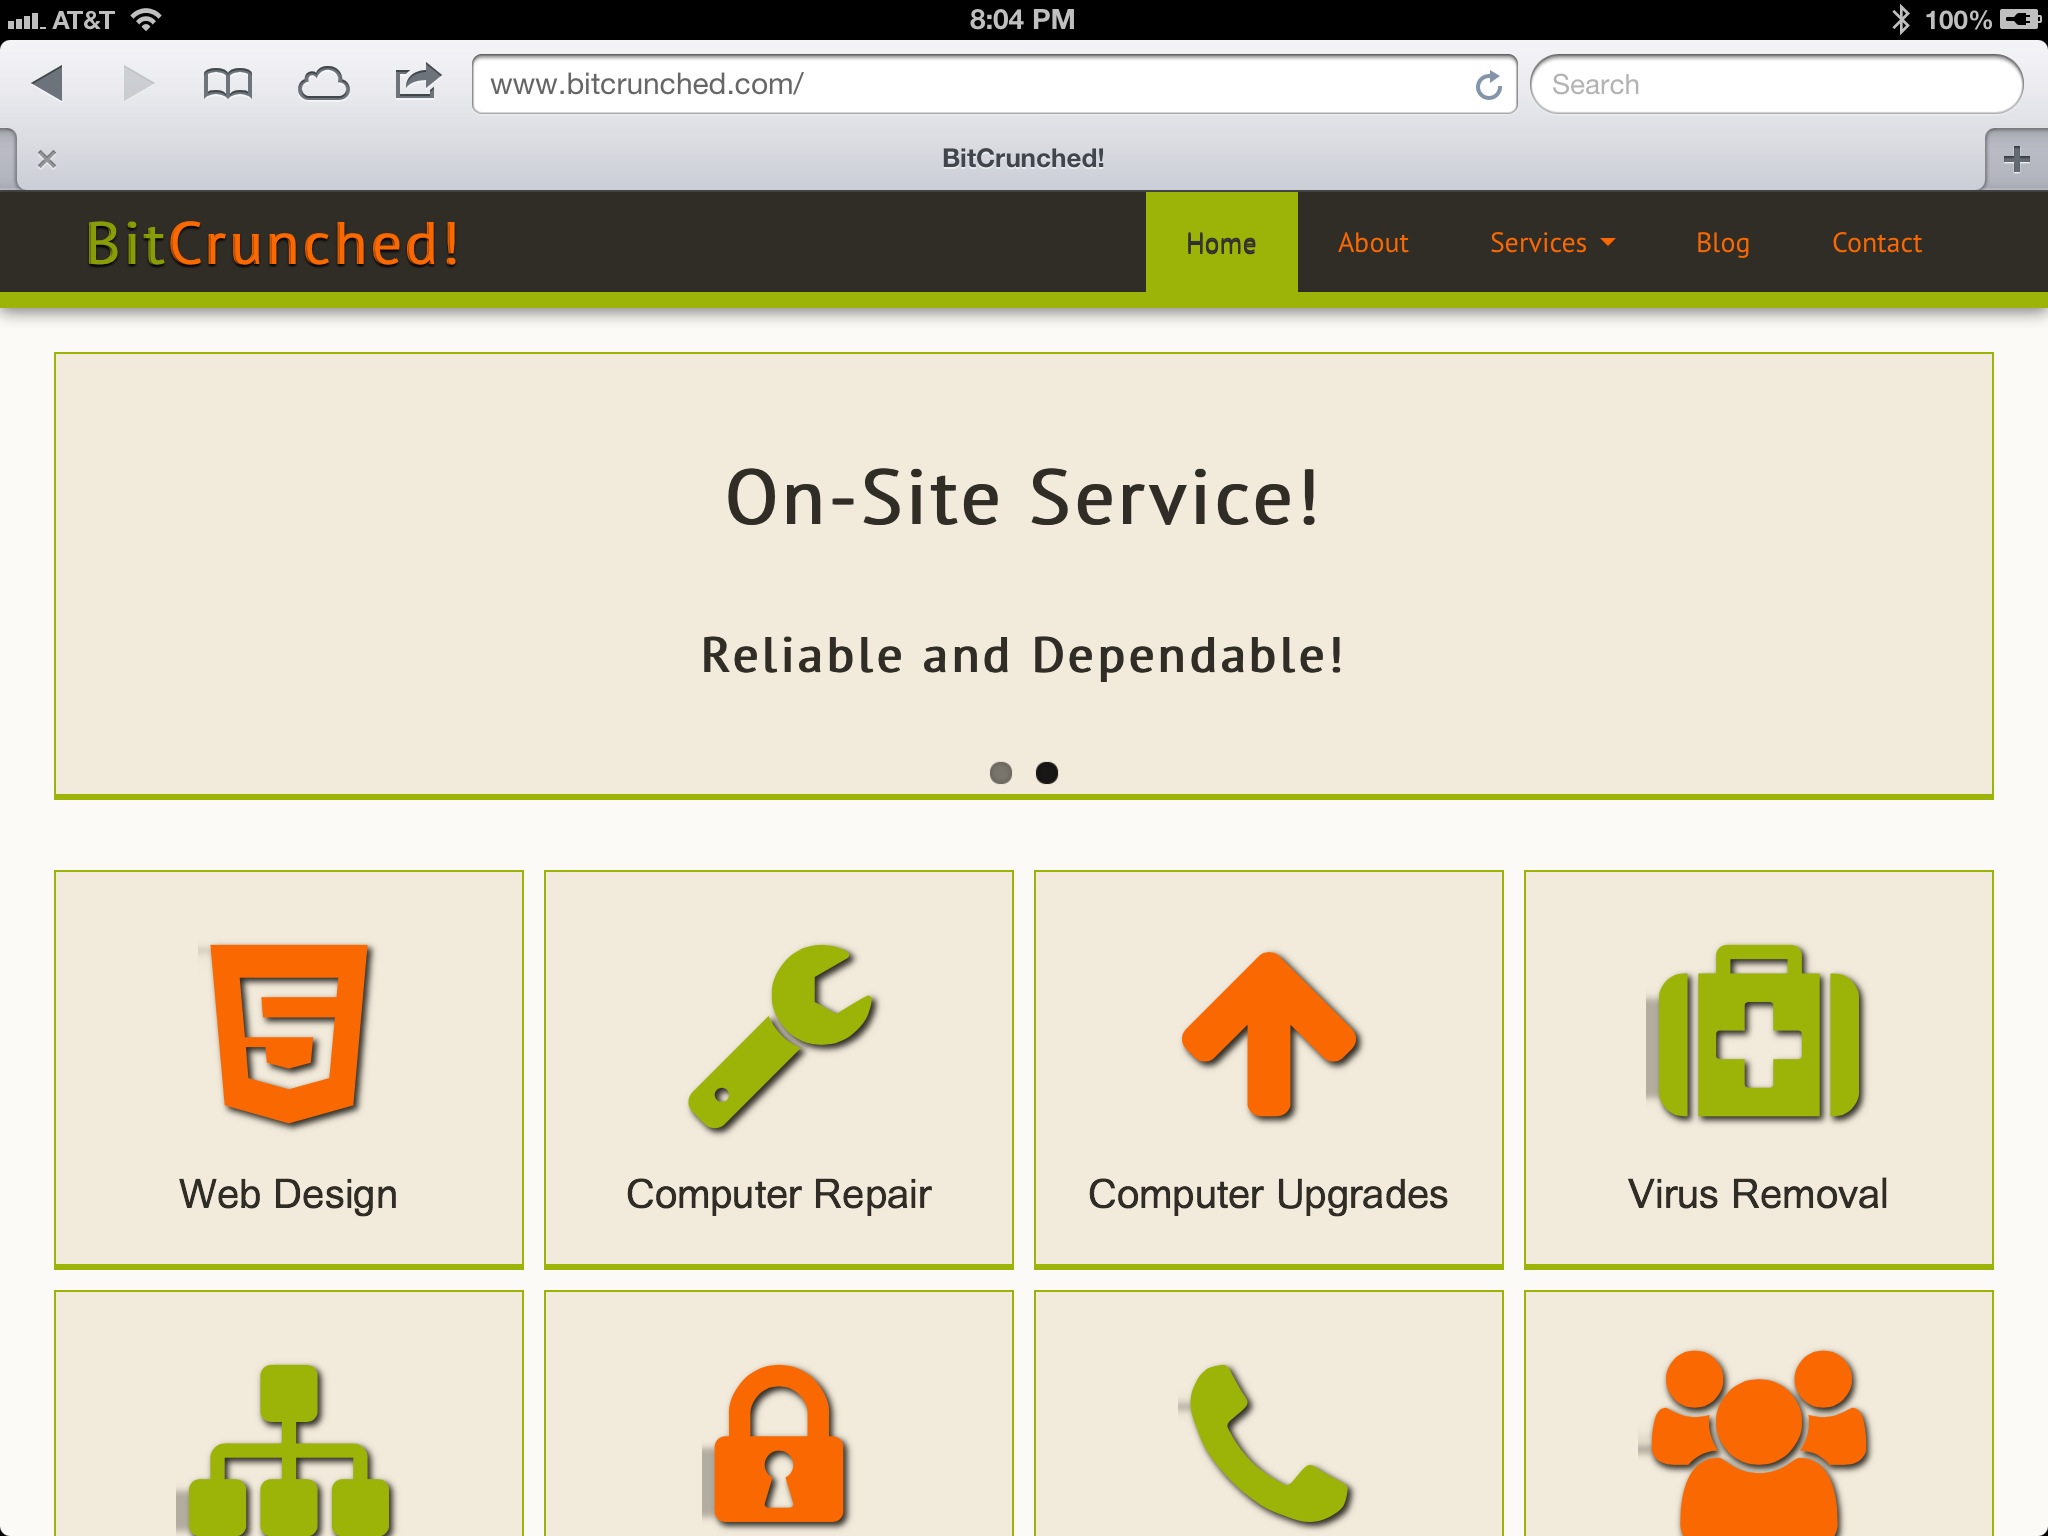 AT&T 8:04 PM 100%
www.bitcrunched.com/ Search
BitCrunched!
BitCrunched! Home About Services Blog Contact
On-Site Service!
Reliable and Dependable!
Web Design Computer Repair Computer Upgrades Virus Removal